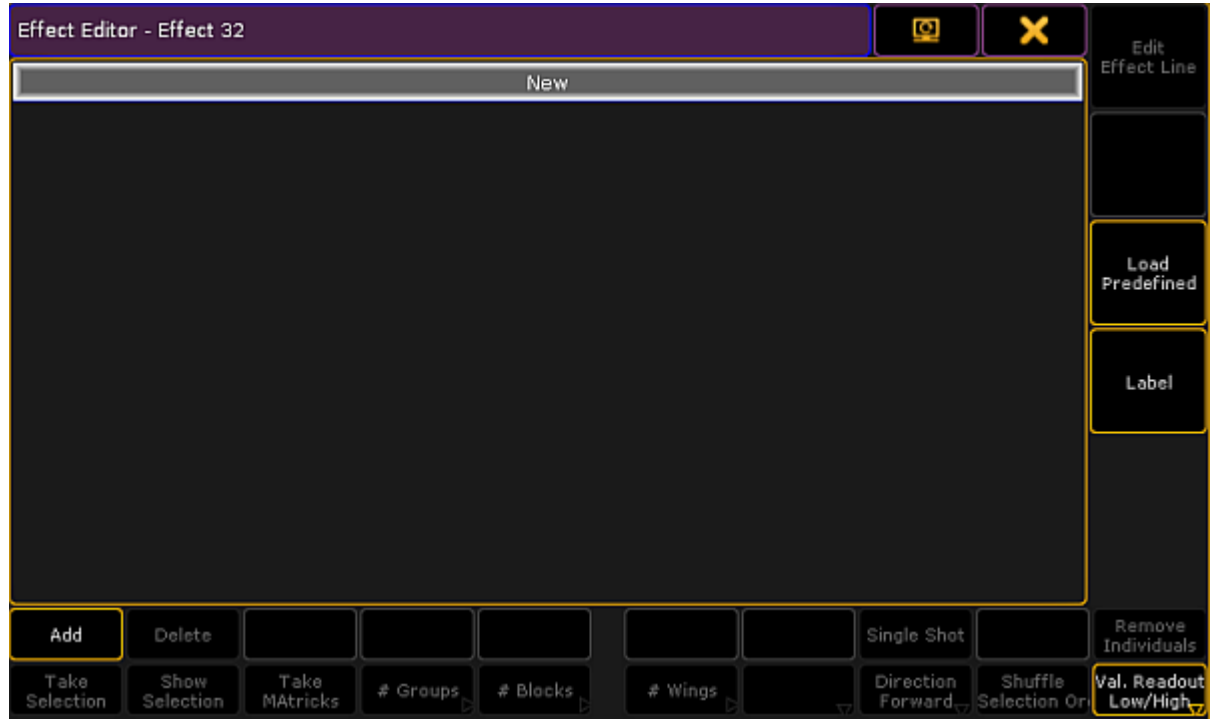 Effect Editor - Effect 32
Edit
Effect Line
New
Load
Predefined
Label
Add
Delete
Single Shot
Remove
Individuals
Take
Selection
Show
Selection
Take
MAtricks
# Groups
# Blocks
# Wings
Direction
Forward
Shuffle
Selection Or
Val. Readout
Low/High